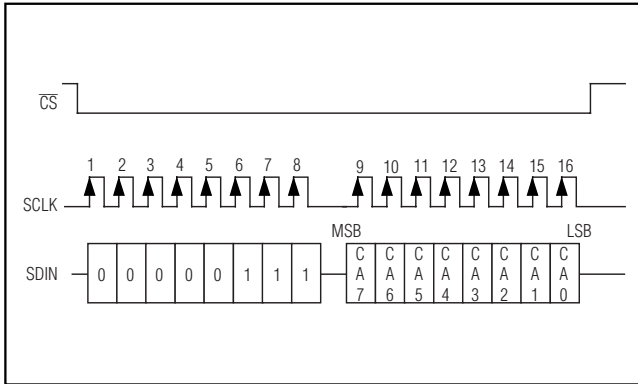 CS
1 2 3 4 5 6 7 8 9 10 11 12 13 14 15 16
SCLK
MSB LSB
SDIN 0 0 0 0 0 1 1 1 CA7 CA6 CA5 CA4 CA3 CA2 CA1 CA0